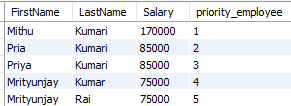 FirstName LastName Salary priority_employee
Mithu Kumari 170000 1
Pria Kumari 85000 2
Priya Kumari 85000 3
Mrityunjay Kumar 75000 4
Mrityunjay Rai 75000 5